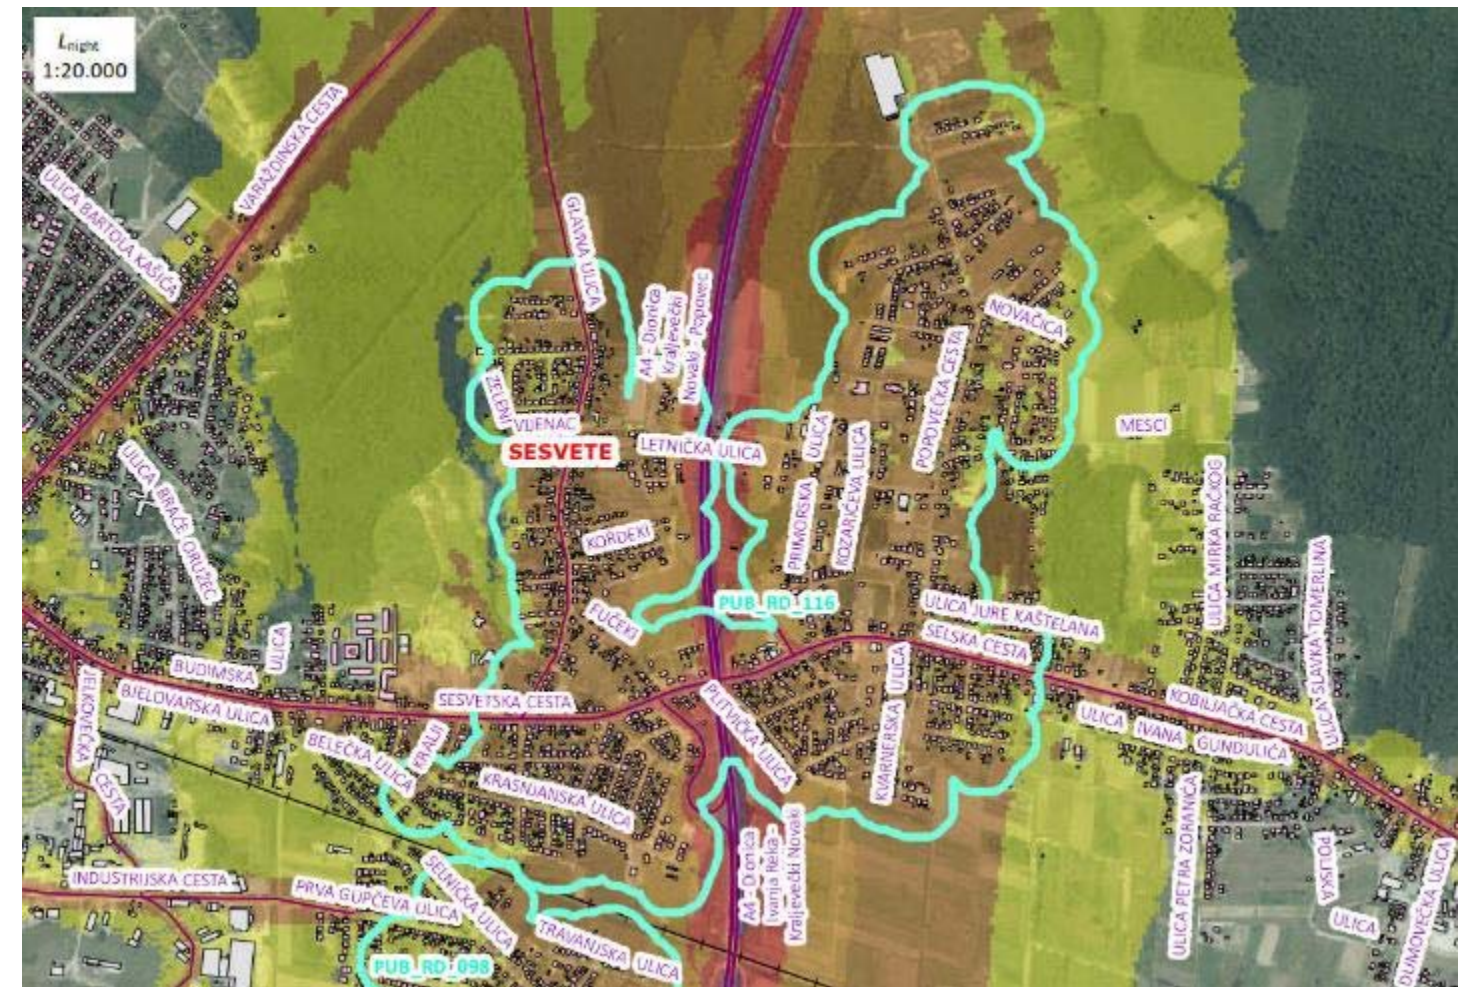 Lnight
1:20.000
VARAŽDINSKA CESTA
ULICA BARTOLA KAŠIĆA
GLAVNA ULICA
A4 - Dionica
Kraljevečki
Novaki - Popovec
NOVAČICA
POPOVEČKA CESTA
ZELENI
VIJENAC
SESVETE
LETNIČKA ULICA
PRIMORSKA ULICA
KOZARIČEVA ULICA
MESCI
ULICA BRAĆE ORUŽEC
ULICA MIRKA RAČKOG
ULICA SLAVKA TOMERLINA
KORDEKI
FUČEKI
PUB_RD_116
ULICA JURE KAŠTELANA
SELSKA CESTA
BUDIMSKA ULICA
BJELOVARSKA ULICA
SESVETSKA CESTA
JELKOVEČKA CESTA
BELEČKA ULICA
KRALJI
PLITVIČKA ULICA
KVARNERSKA ULICA
KOBILJAČKA CESTA
ULICA IVANA GUNDULIĆA
KRASNJANSKA ULICA
ULICA PETRA ZORANIĆA
POLJSKA
ULICA
DUMOVEČKA ULICA
A4 - Dionica
Ivanja Reka-
Kraljevečki Novaki
INDUSTRIJSKA CESTA
PRVA GUPČEVA ULICA
SELNIČKA ULICA
TRAVANJSKA ULICA
PUB_RD_098